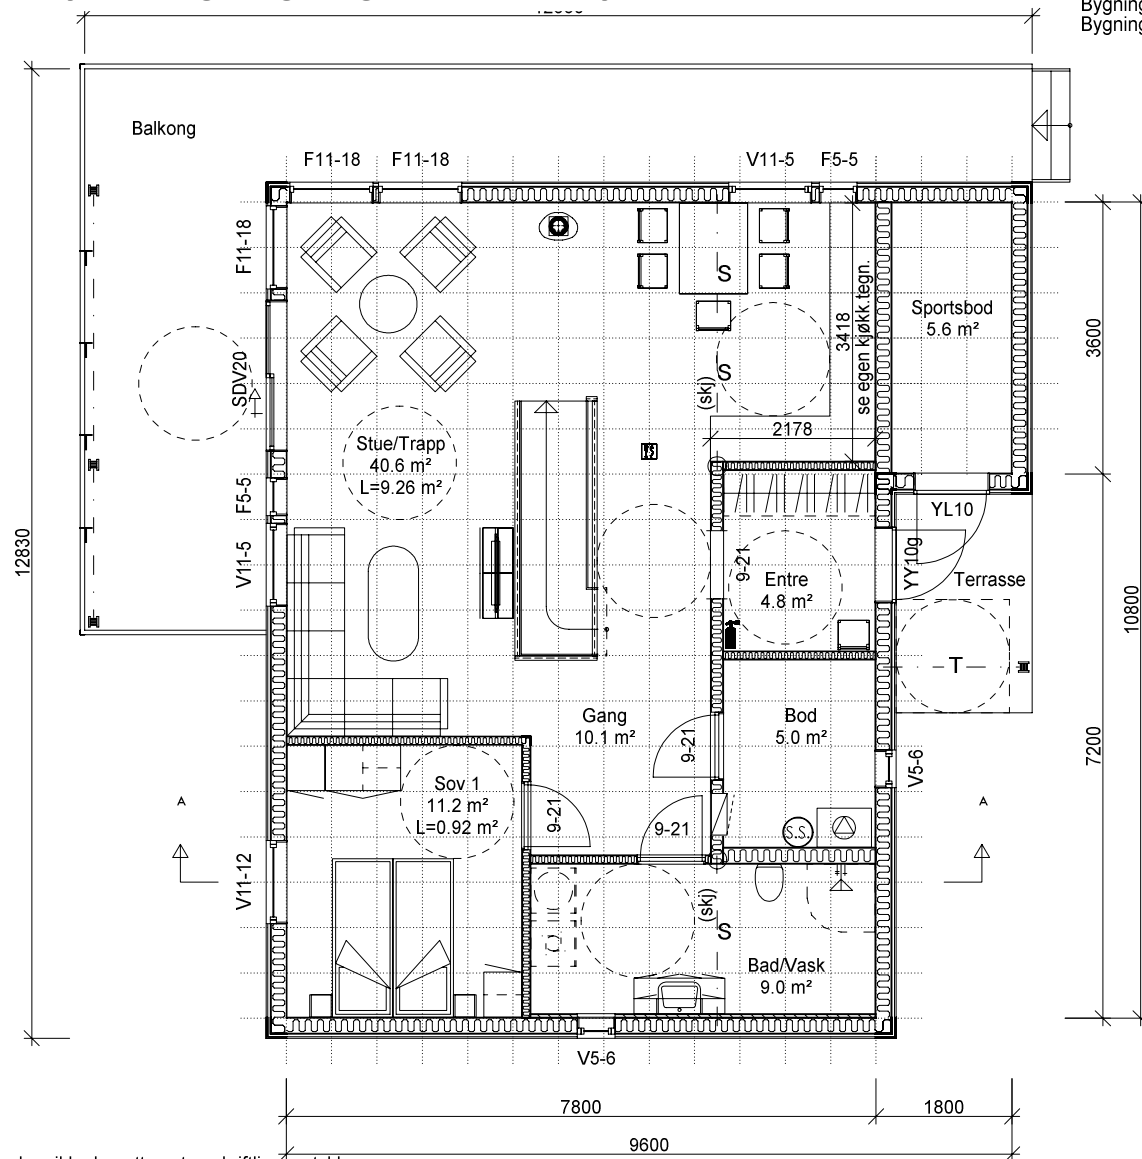 Bygning
Bygning
Balkong
F11-18
F11-18
V11-5
F5-5
F11-18
S
3418
se egen kjøkk.tegn.
Sportsbod
5.6 m²
3600
SDV20
(skj)
S
2178
Stue/Trapp
40.6 m²
L=9.26 m²
F5-5
YL10
V11-5
9-21
YY10g
12830
Entre
4.8 m²
Terrasse
10800
T
Gang
10.1 m²
9-21
Bod
5.0 m²
7200
V5-6
Sov 1
11.2 m²
L=0.92 m²
9-21
9-21
S.S.
A
A
V11-12
(skj)
S
Bad/Vask
9.0 m²
V5-6
7800
1800
9600